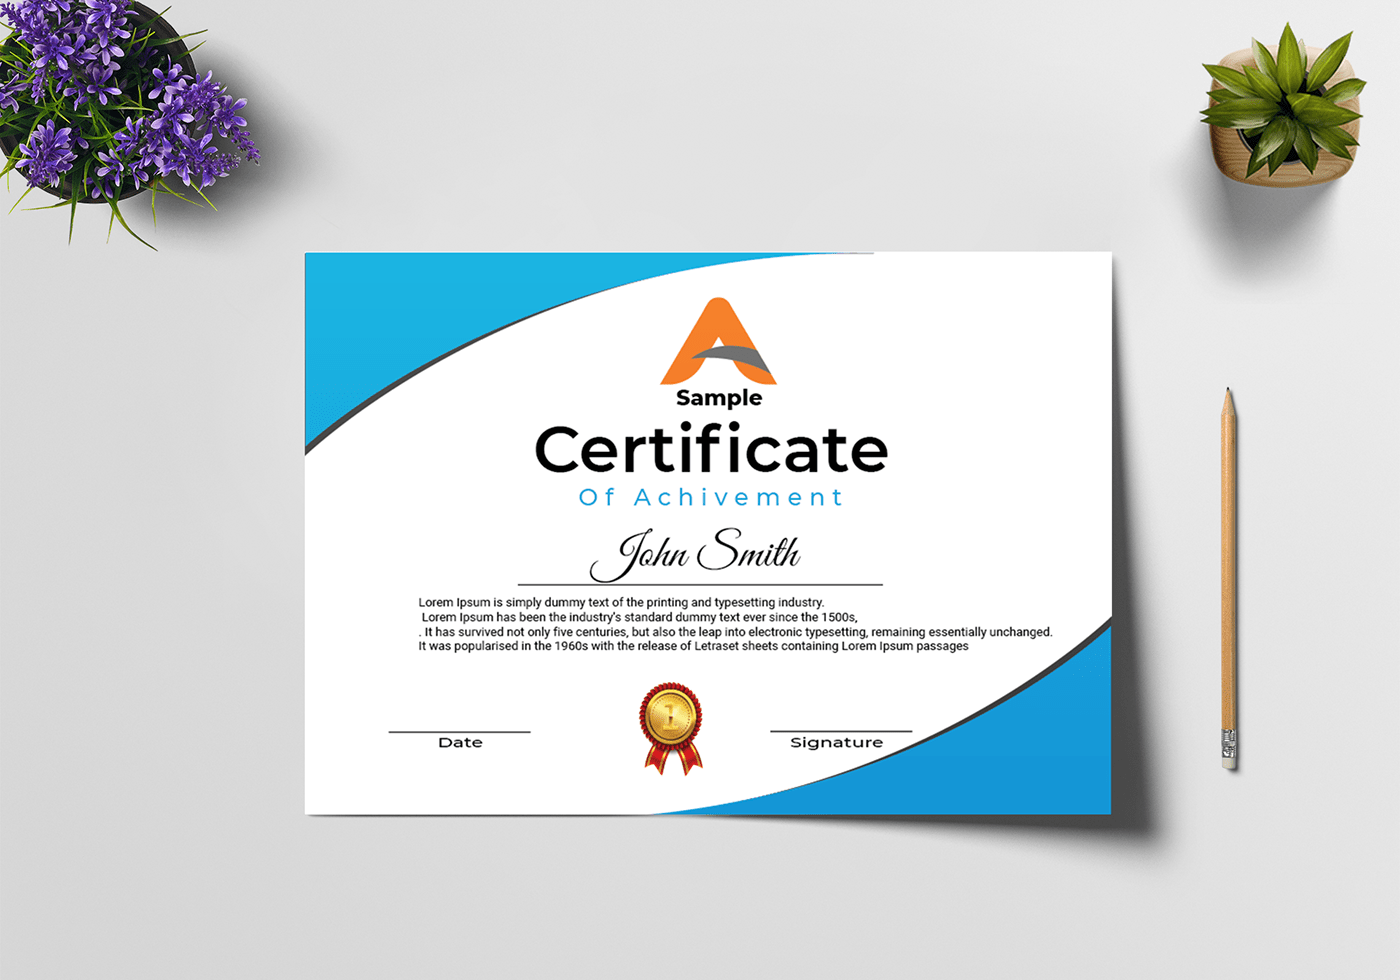 Sample
Certificate
Of Achivement
John Smith
Lorem Ipsum is simply dummy text of the printing and typesetting industry.
Lorem Ipsum has been the industry's standard dummy text ever since the 1500s,
. It has survived not only five centuries, but also the leap into electronic typesetting, remaining essentially unchanged.
It was popularised in the 1960s with the release of Letraset sheets containing Lorem Ipsum passages
1
Date
Signature